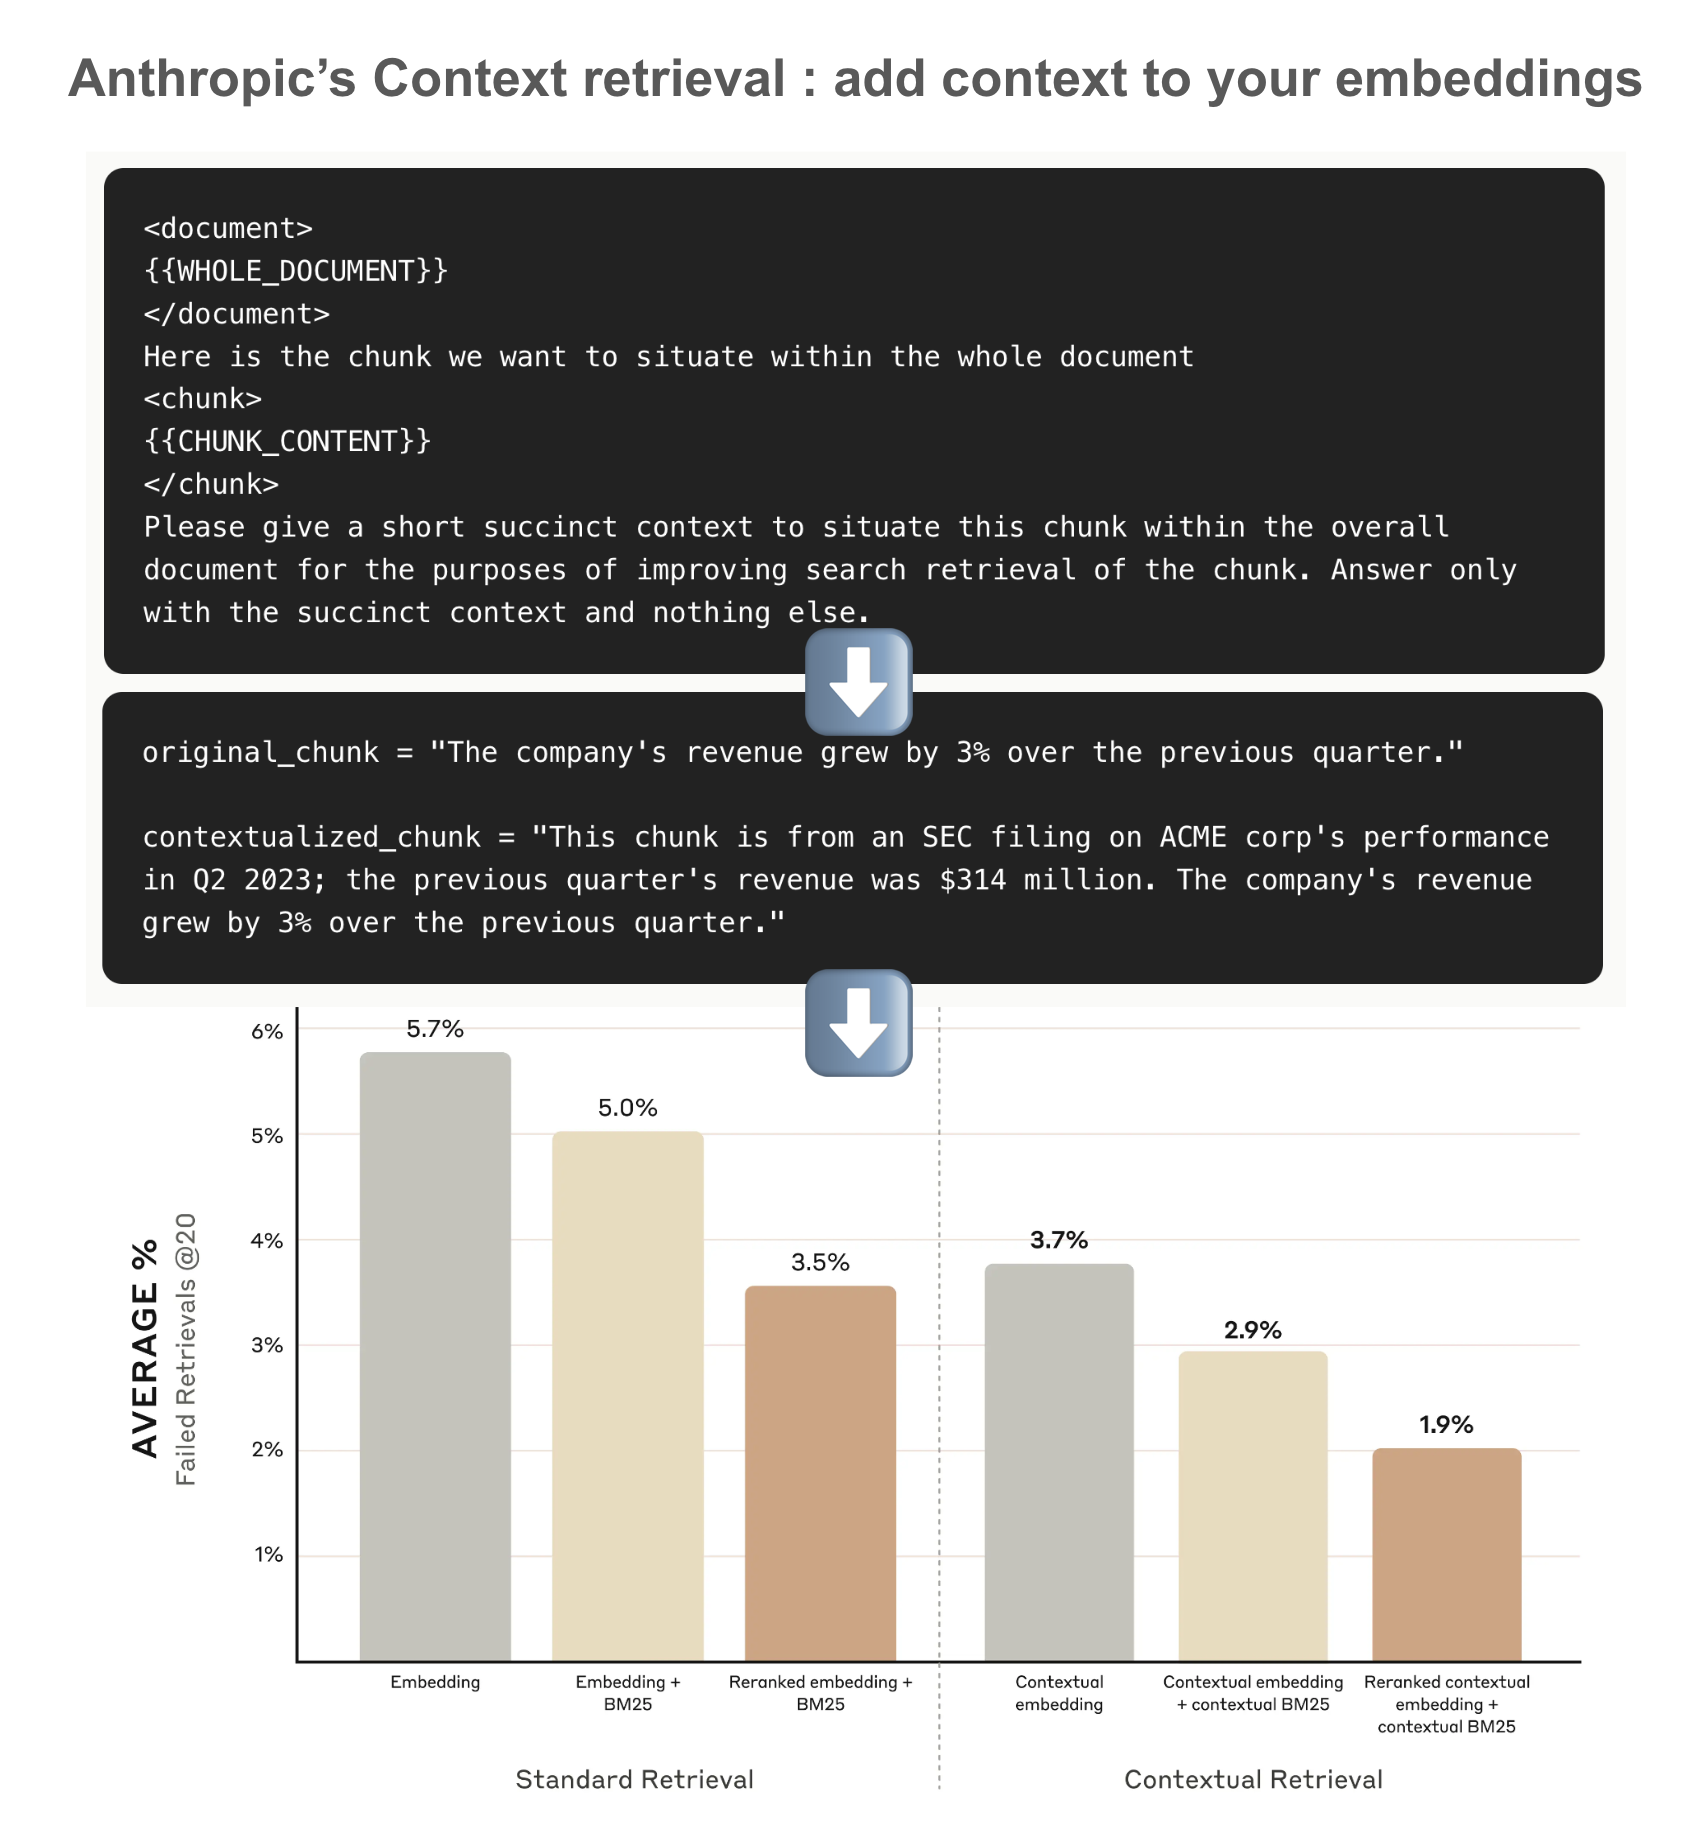 Anthropic’s Context retrieval : add context to your embeddings
<document>
{{WHOLE_DOCUMENT}}
</document>
Here is the chunk we want to situate within the whole document
<chunk>
{{CHUNK_CONTENT}}
</chunk>
Please give a short succinct context to situate this chunk within the overall
document for the purposes of improving search retrieval of the chunk. Answer only
with the succinct context and nothing else.
original_chunk = "The company's revenue grew by 3% over the previous quarter."
contextualized_chunk = "This chunk is from an SEC filing on ACME corp's performance
in Q2 2023; the previous quarter's revenue was $314 million. The company's revenue
grew by 3% over the previous quarter."
AVERAGE %
Failed Retrievals @20
6%
5%
4%
3%
2%
1%
5.7%
5.0%
3.5%
3.7%
2.9%
1.9%
Embedding
Embedding +
BM25
Reranked embedding +
BM25
Contextual
embedding
Contextual embedding
+ contextual BM25
Reranked contextual
embedding +
contextual BM25
Standard Retrieval
Contextual Retrieval